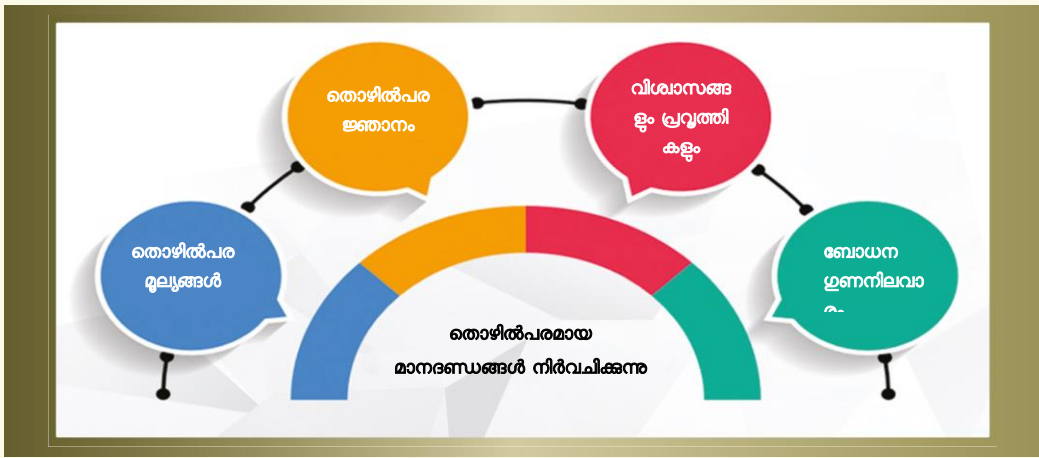 തൊഴിൽപര
ജ്ഞാനം
വിശ്വാസങ്ങ
ളും പ്രവൃത്തി
കളും
തൊഴിൽപര
മൂല്യങ്ങൾ
ബോധന
ഗുണനിലവാ
തൊഴിൽപരമായ
മാനദണ്ഡങ്ങൾ നിർവചിക്കുന്നു